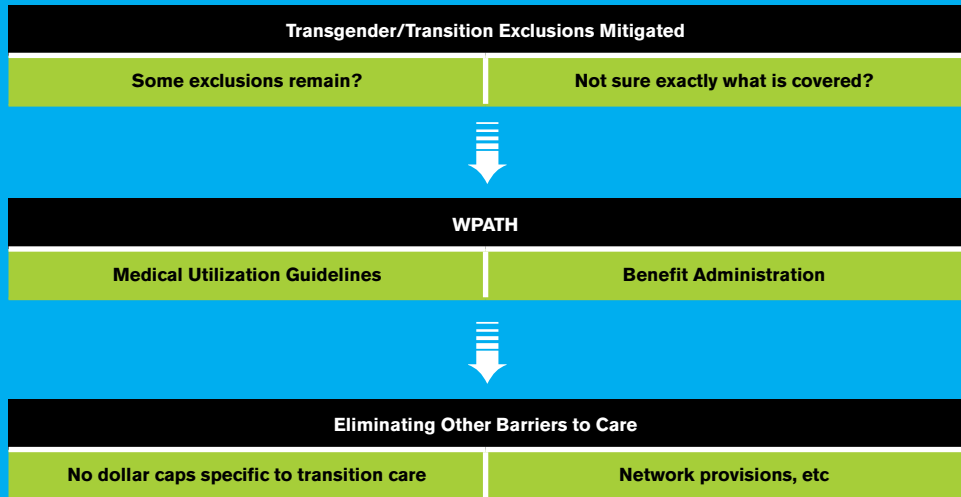 Transgender/Transition Exclusions Mitigated
Some exclusions remain?
Not sure exactly what is covered?
WPATH
Medical Utilization Guidelines
Benefit Administration
Eliminating Other Barriers to Care
No dollar caps specific to transition care
Network provisions, etc